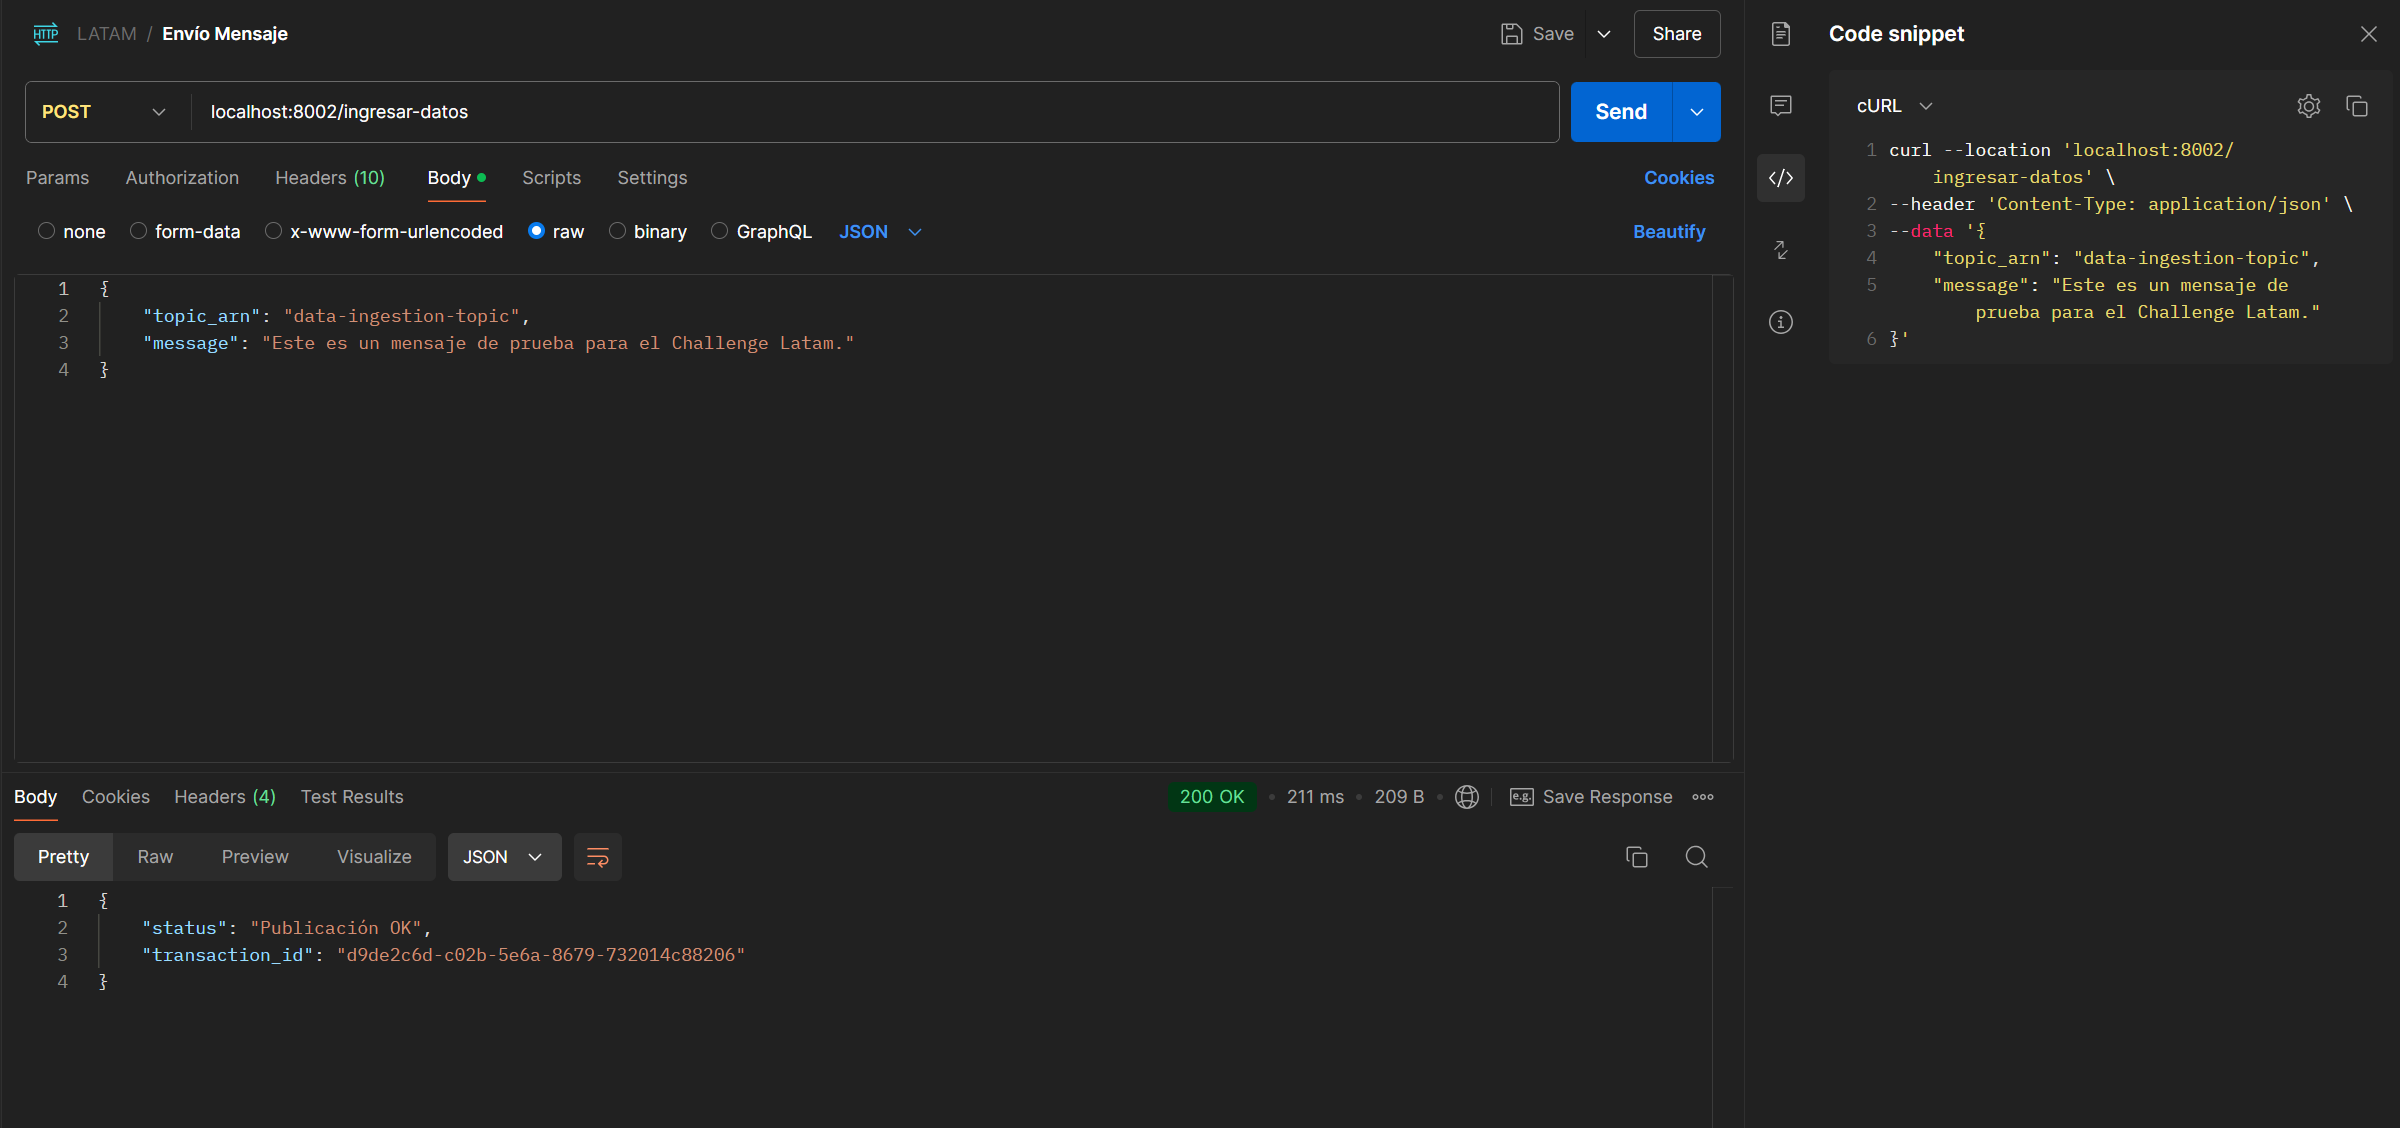 HTTP LATAM / Envío Mensaje
Save
Share
POST
localhost:8002/ingresar-datos
Send
Params Authorization Headers (10) Body Scripts Settings
Cookies
none form-data x-www-form-urlencoded raw binary GraphQL JSON
Beautify
1 {
2 "topic_arn": "data-ingestion-topic",
3 "message": "Este es un mensaje de prueba para el Challenge Latam."
4 }
Body Cookies Headers (4) Test Results
200 OK • 211 ms • 209 B •
e.g. Save Response
Pretty Raw Preview Visualize JSON
1 {
2 "status": "Publicación OK",
3 "transaction_id": "d9de2c6d-c02b-5e6a-8679-732014c88206"
4 }
Code snippet
cURL
1 curl --location 'localhost:8002/
ingresar-datos' \
2 --header 'Content-Type: application/json' \
3 --data '{
4 "topic_arn": "data-ingestion-topic",
5 "message": "Este es un mensaje de
prueba para el Challenge Latam."
6 }'